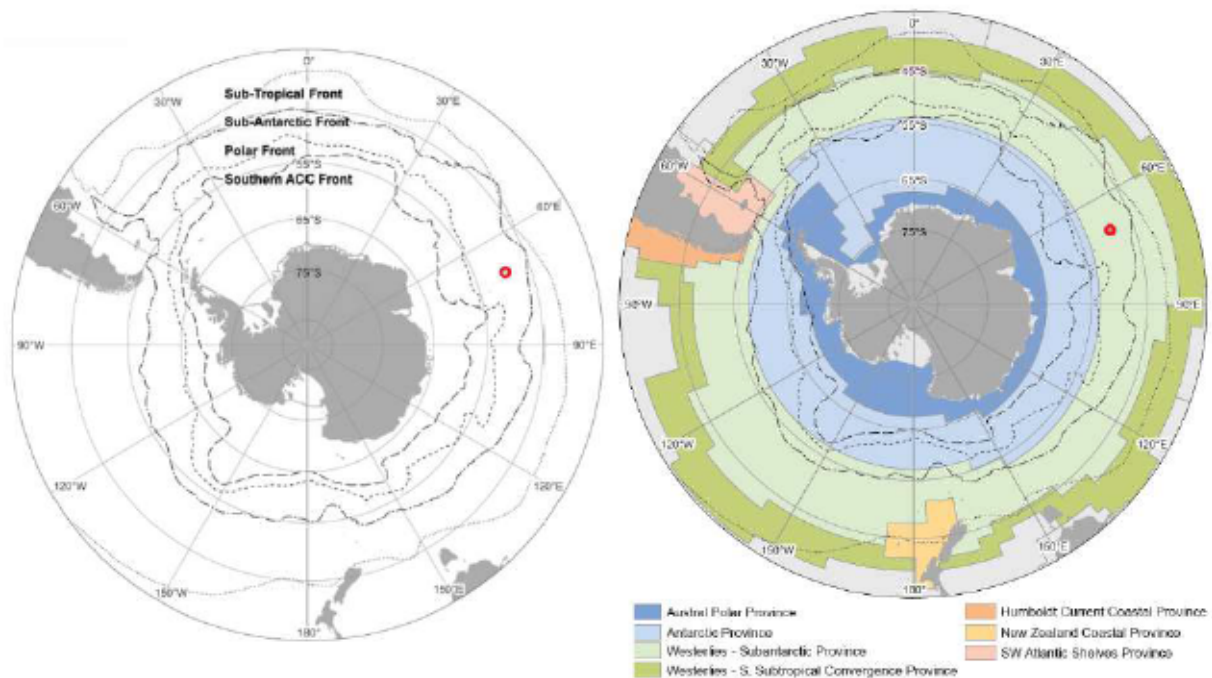 0°
30°W
30°E
Sub-Tropical Front
Sub-Antarctic Front
Polar Front
55°S
Southern ACC Front
60°W
60°E
65°S
75°S
90°W
90°E
120°W
120°E
150°W
150°E
180°
0°
30°W
30°E
45°S
55°S
60°W
60°E
65°S
75°S
90°W
90°E
120°W
120°E
150°W
150°E
180°
Austral Polar Province
Antarctic Province
Westerlies - Subantarctic Province
Westerlies - S. Subtropical Convergence Province
Humboldt Current Coastal Province
New Zealand Coastal Province
SW Atlantic Shelves Province